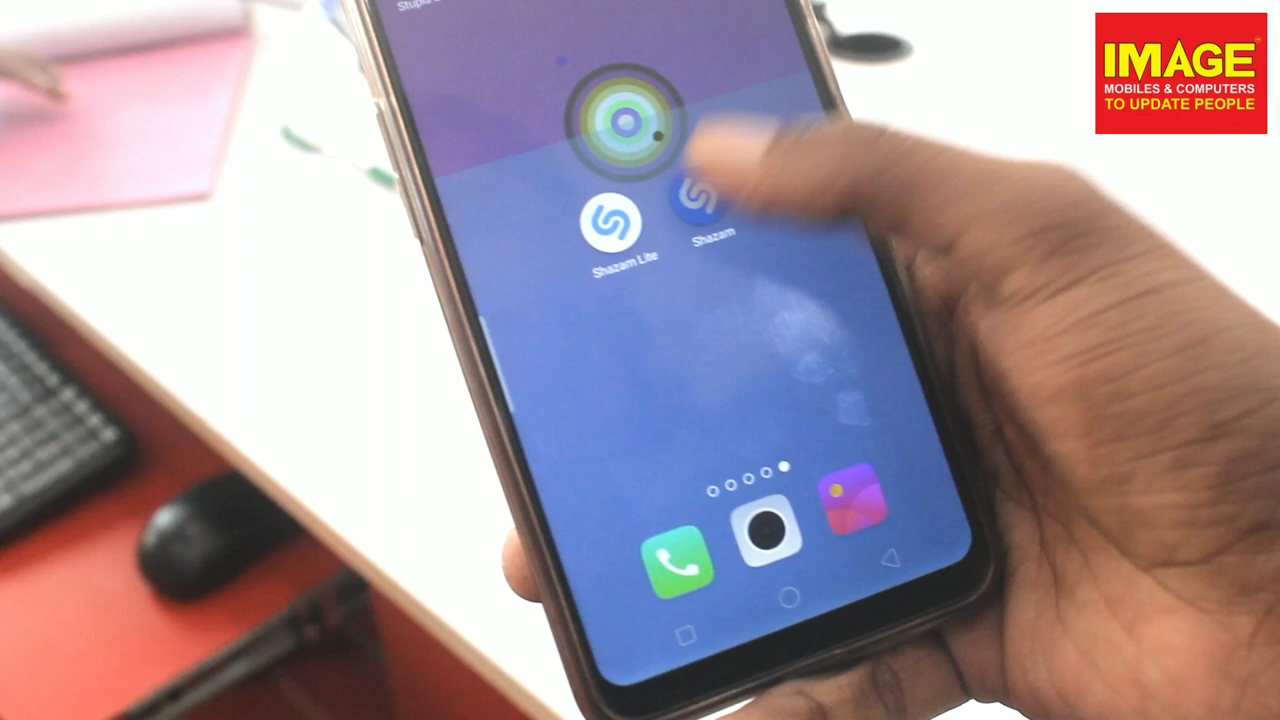 IMAGE
MOBILES & COMPUTERS
TO UPDATE PEOPLE
Shazam Lite
Shazam